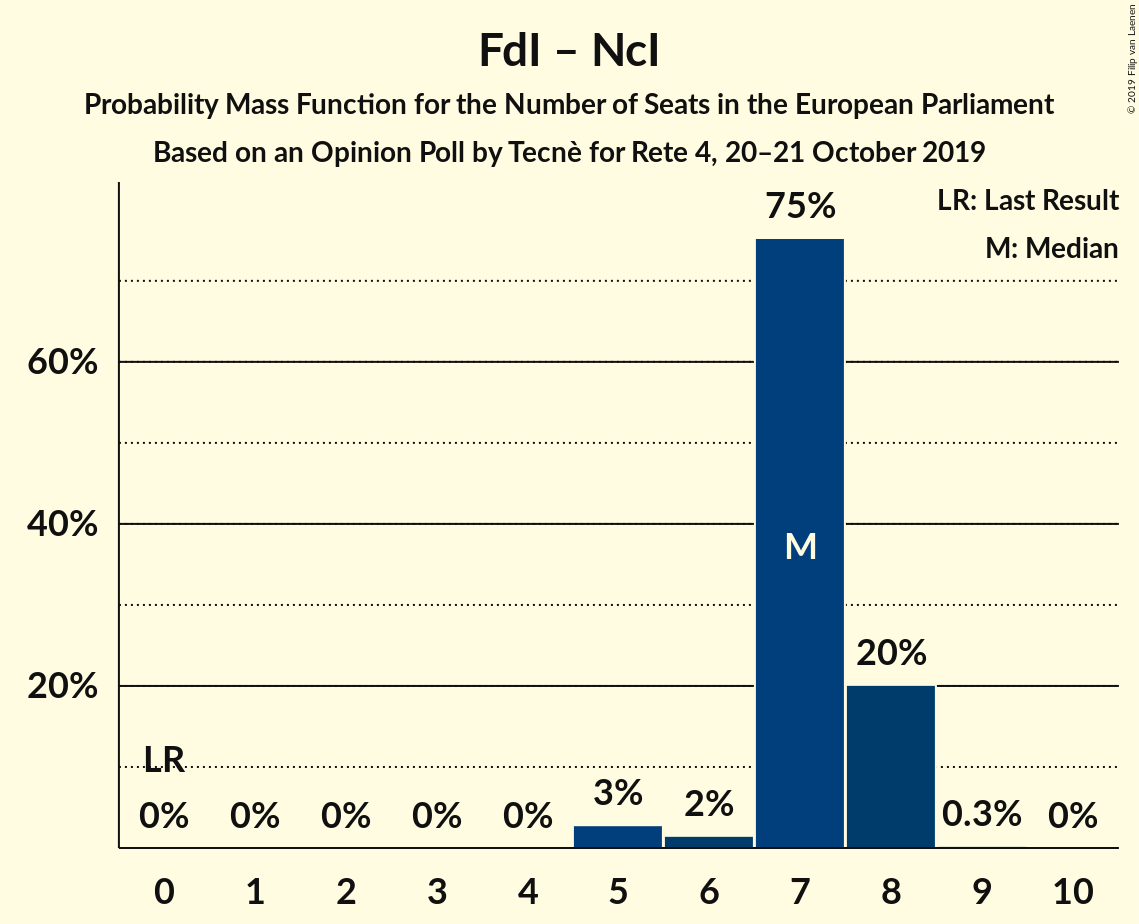 FdI – NcI
Probability Mass Function for the Number of Seats in the European Parliament
Based on an Opinion Poll by Tecnè for Rete 4, 20–21 October 2019
© 2019 Filip van Laenen
LR: Last Result
M: Median
75%
60%
40%
M
20%
20%
LR
0%
0%
0%
0%
0%
3%
2%
0.3%
0%
0 1 2 3 4 5 6 7 8 9 10